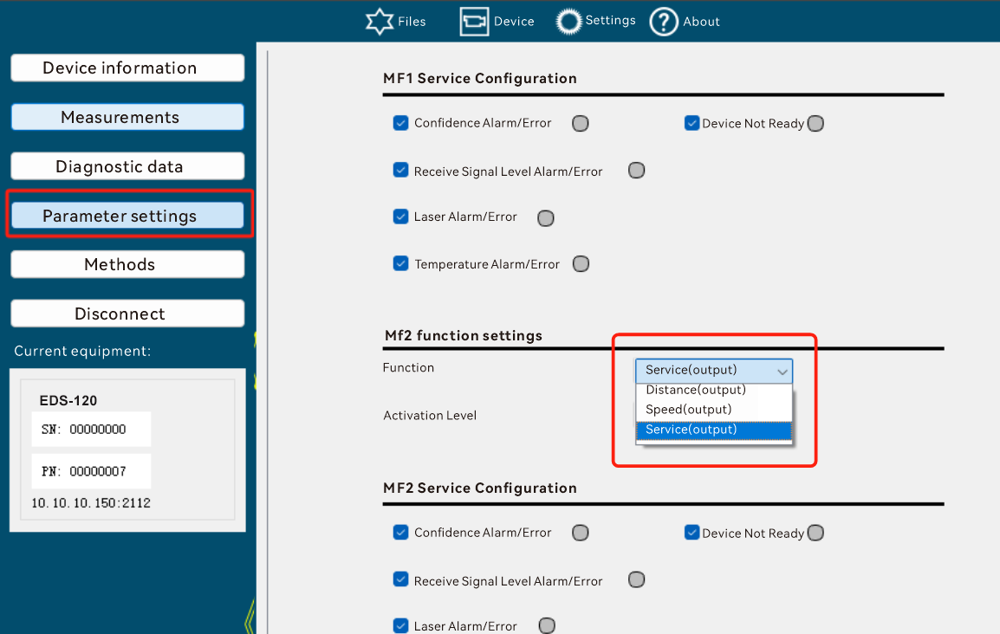 Files Device Settings About
Device information
Measurements
Diagnostic data
Parameter settings
Methods
Disconnect
Current equipment:
EDS-120
SN: 00000000
PN: 00000007
10.10.10.150:2112
MF1 Service Configuration
Confidence Alarm/Error Device Not Ready
Receive Signal Level Alarm/Error
Laser Alarm/Error
Temperature Alarm/Error
Mf2 function settings
Function Service(output)
Distance(output)
Speed(output)
Service(output)
Activation Level
MF2 Service Configuration
Confidence Alarm/Error Device Not Ready
Receive Signal Level Alarm/Error
Laser Alarm/Error